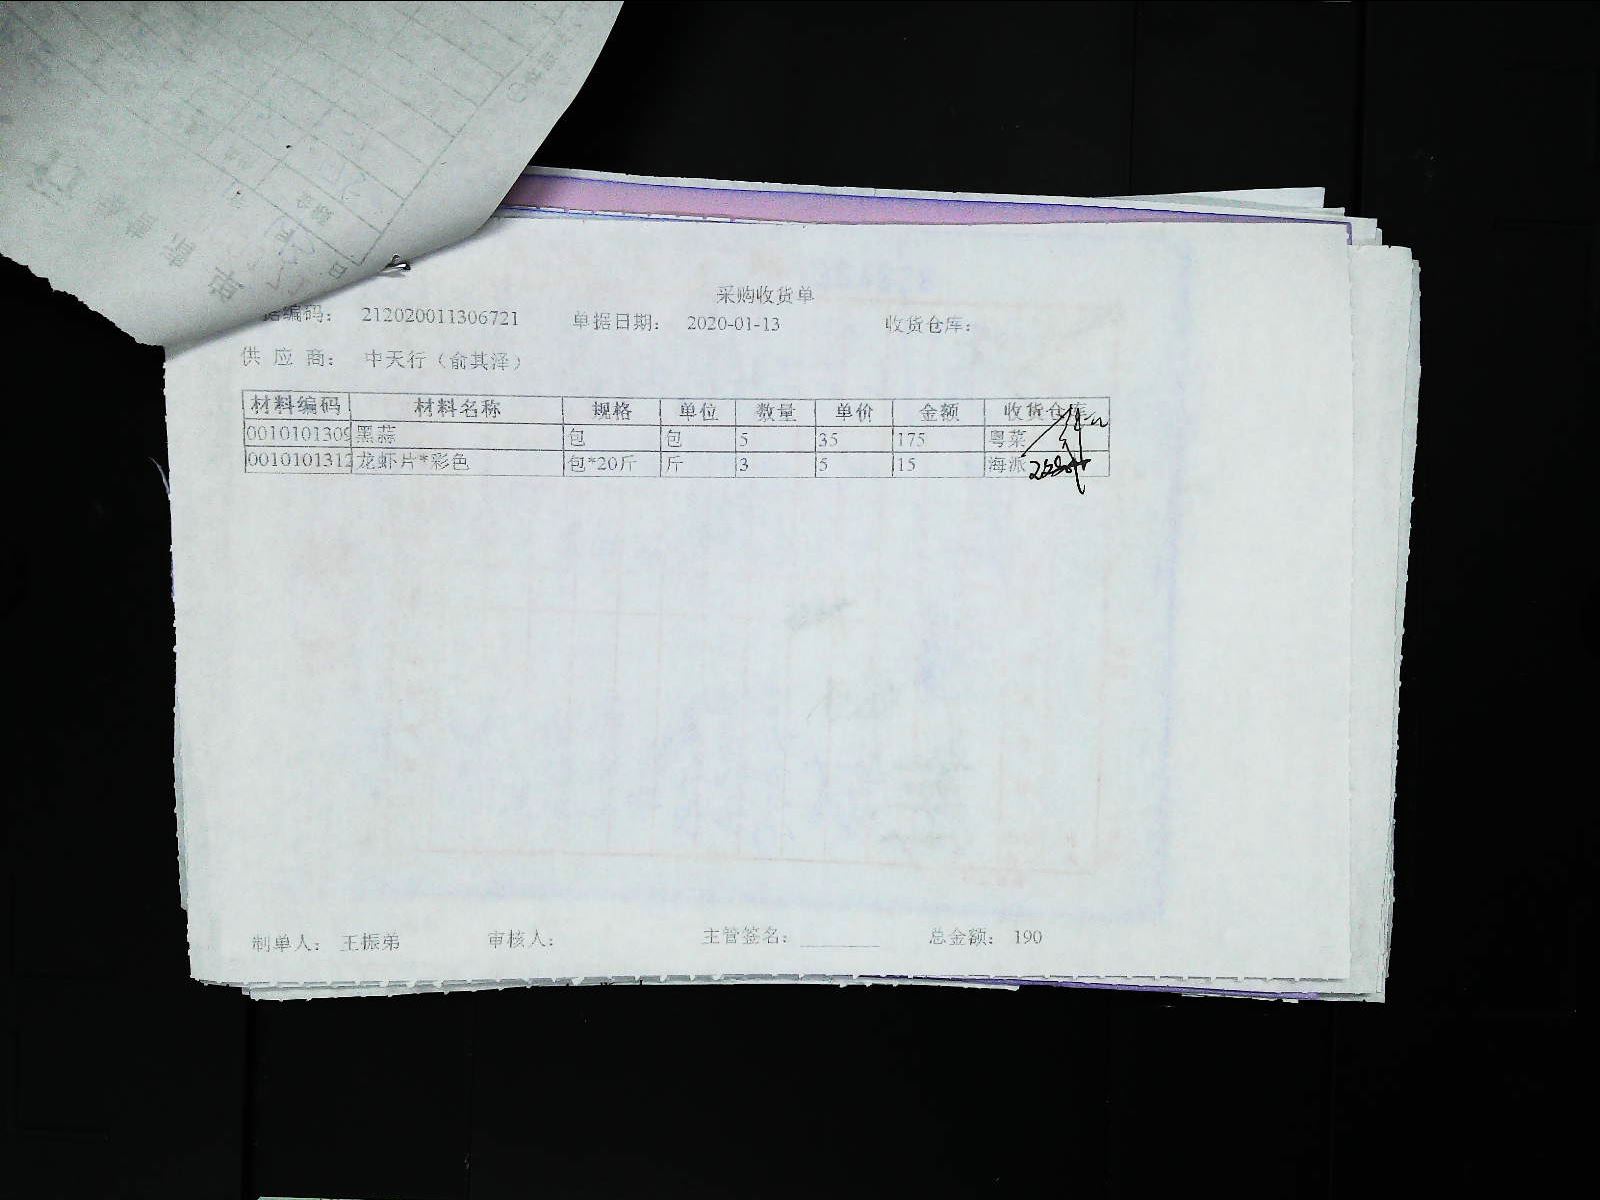 采购收货单
据编码： 212020011306721 单据日期： 2020-01-13 收货仓库：
供 应 商： 中天行（俞其泽）
材料编码 材料名称 规格 单位 数量 单价 金额 收货仓库
0010101309 黑蒜 包 包 5 35 175 粤菜
0010101312 龙虾片*彩色 包*20斤 斤 3 5 15 海派
制单人： 王振弟 审核人： 主管签名： 总金额： 190